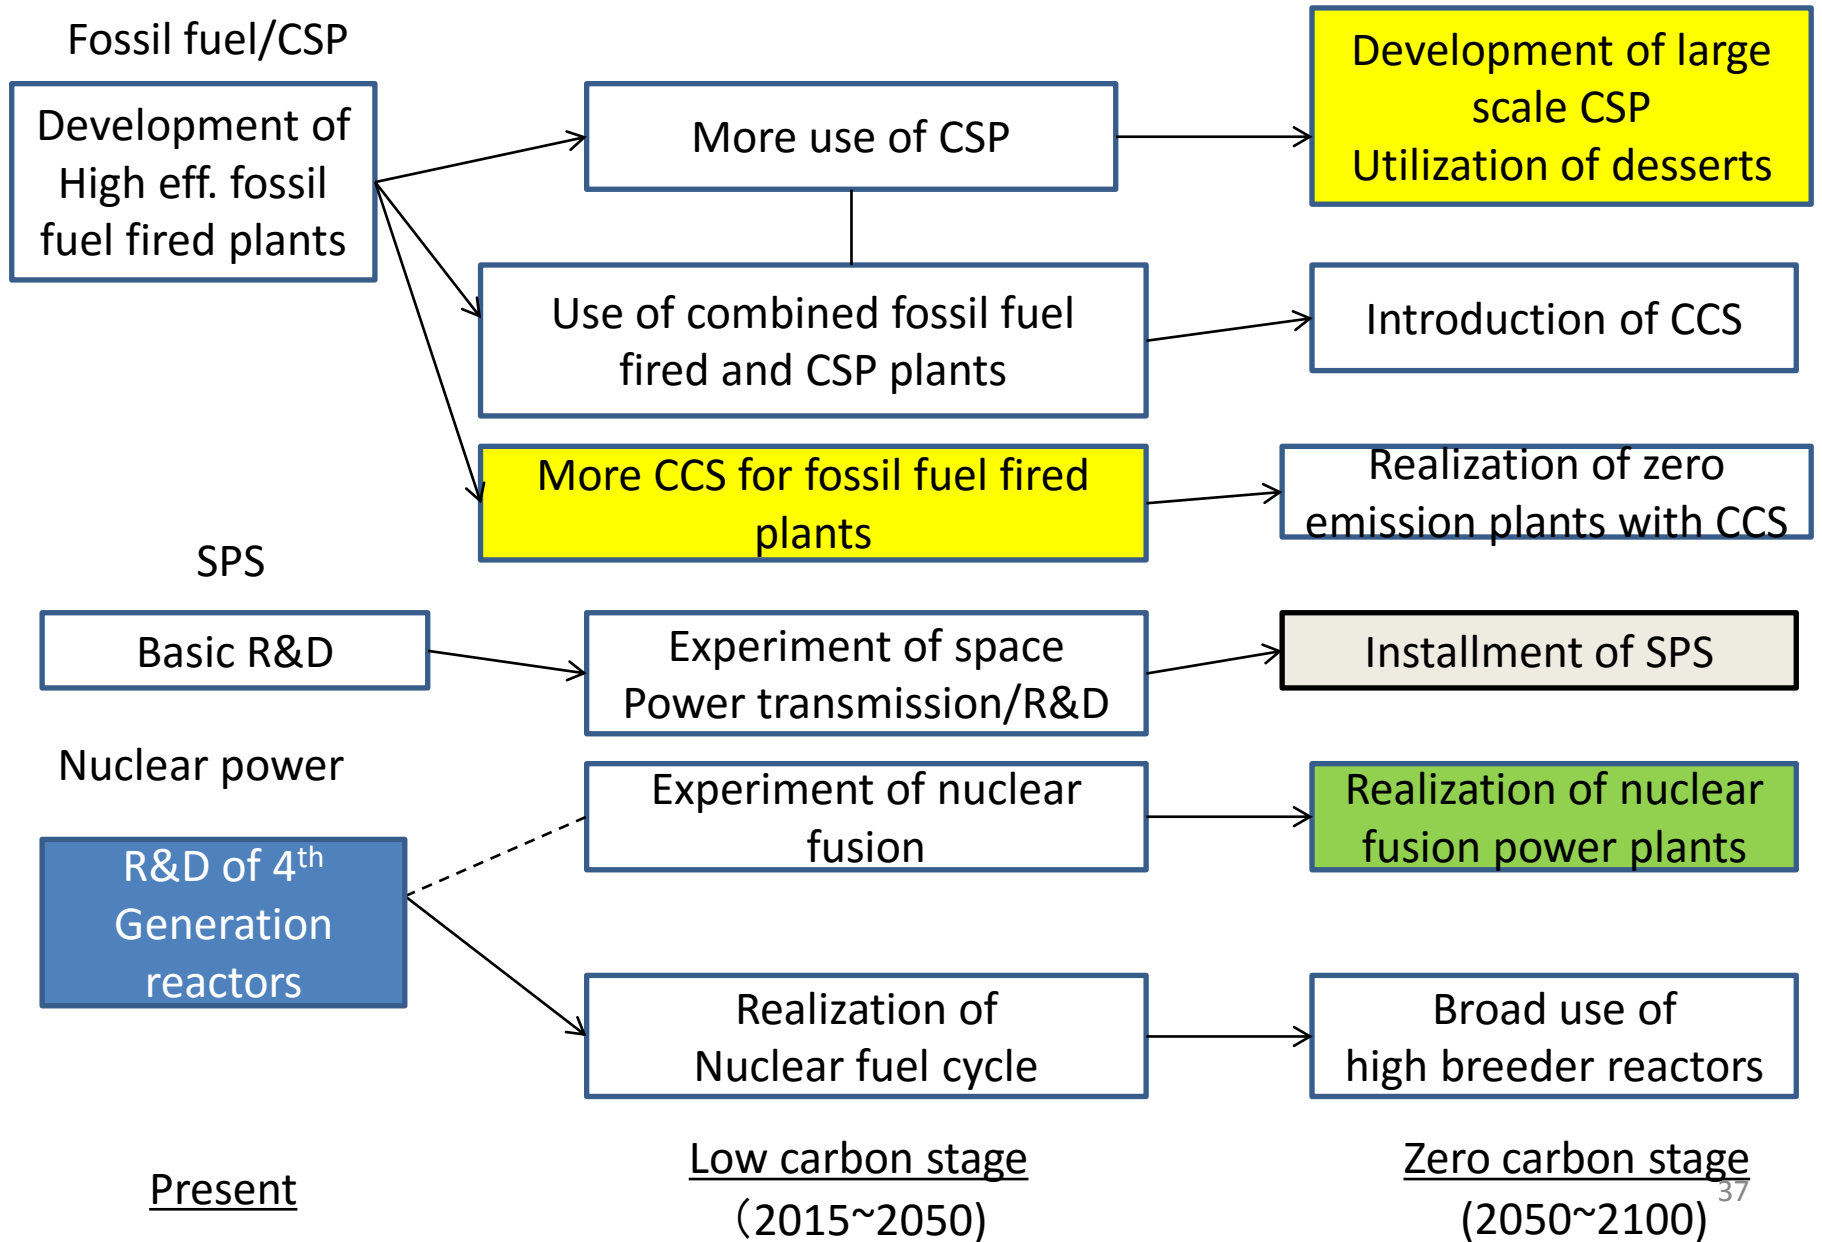 Fossil fuel/CSP
Development of
High eff. fossil
fuel fired plants
More use of CSP
Development of large
scale CSP
Utilization of desserts
Use of combined fossil fuel
fired and CSP plants
Introduction of CCS
More CCS for fossil fuel fired
plants
Realization of zero
emission plants with CCS
SPS
Basic R&D
Experiment of space
Power transmission/R&D
Installment of SPS
Nuclear power
R&D of 4th
Generation
reactors
Experiment of nuclear
fusion
Realization of nuclear
fusion power plants
Realization of
Nuclear fuel cycle
Broad use of
high breeder reactors
Present
Low carbon stage
（2015~2050)
Zero carbon stage
(2050~2100)
37